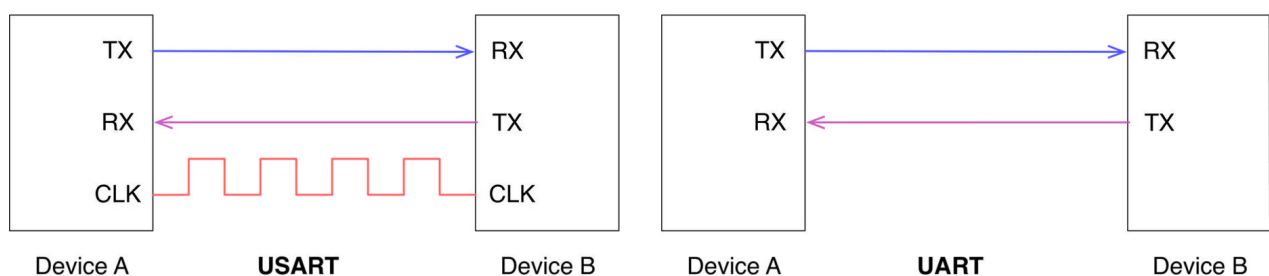 TX RX TX RX
RX TX RX TX
CLK CLK
Device A USART Device B Device A UART Device B